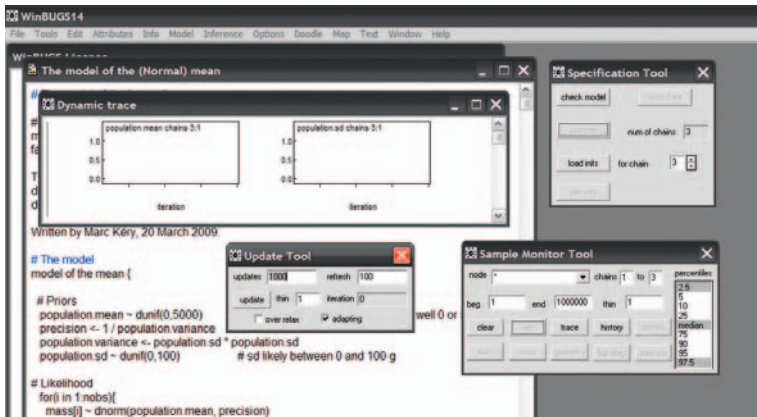 WinBUGS14
File Tools Edit Attributes Info Model Inference Options Doodle Map Text Window Help
The model of the (Normal) mean
Dynamic trace
population.mean chains 3:1
1.0
0.5
0.0
iteration
population.sd chains 3:1
1.0
0.5
0.0
iteration
Written by Marc Kéry, 20 March 2009.
# The model
model of the mean {
# Priors
population.mean ~ dunif(0,5000)
well 0 or
precision <- 1 / population.variance
population.variance <- population.sd * population.sd
population.sd ~ dunif(0,100) # sd likely between 0 and 100 g
# Likelihood
for(i in 1:nobs){
mass[i] ~ dnorm(population.mean, precision)
Specification Tool
check model
num of chains 3
load inits for chain 3
Update Tool
updates 1000 refresh 100
update thin 1 iteration 0
over relax adapting
Sample Monitor Tool
node * chains 1 to 3 percentiles
beg 1 end 1000000 thin 1
clear set trace history
2.5
5
10
25
median
75
90
95
97.5